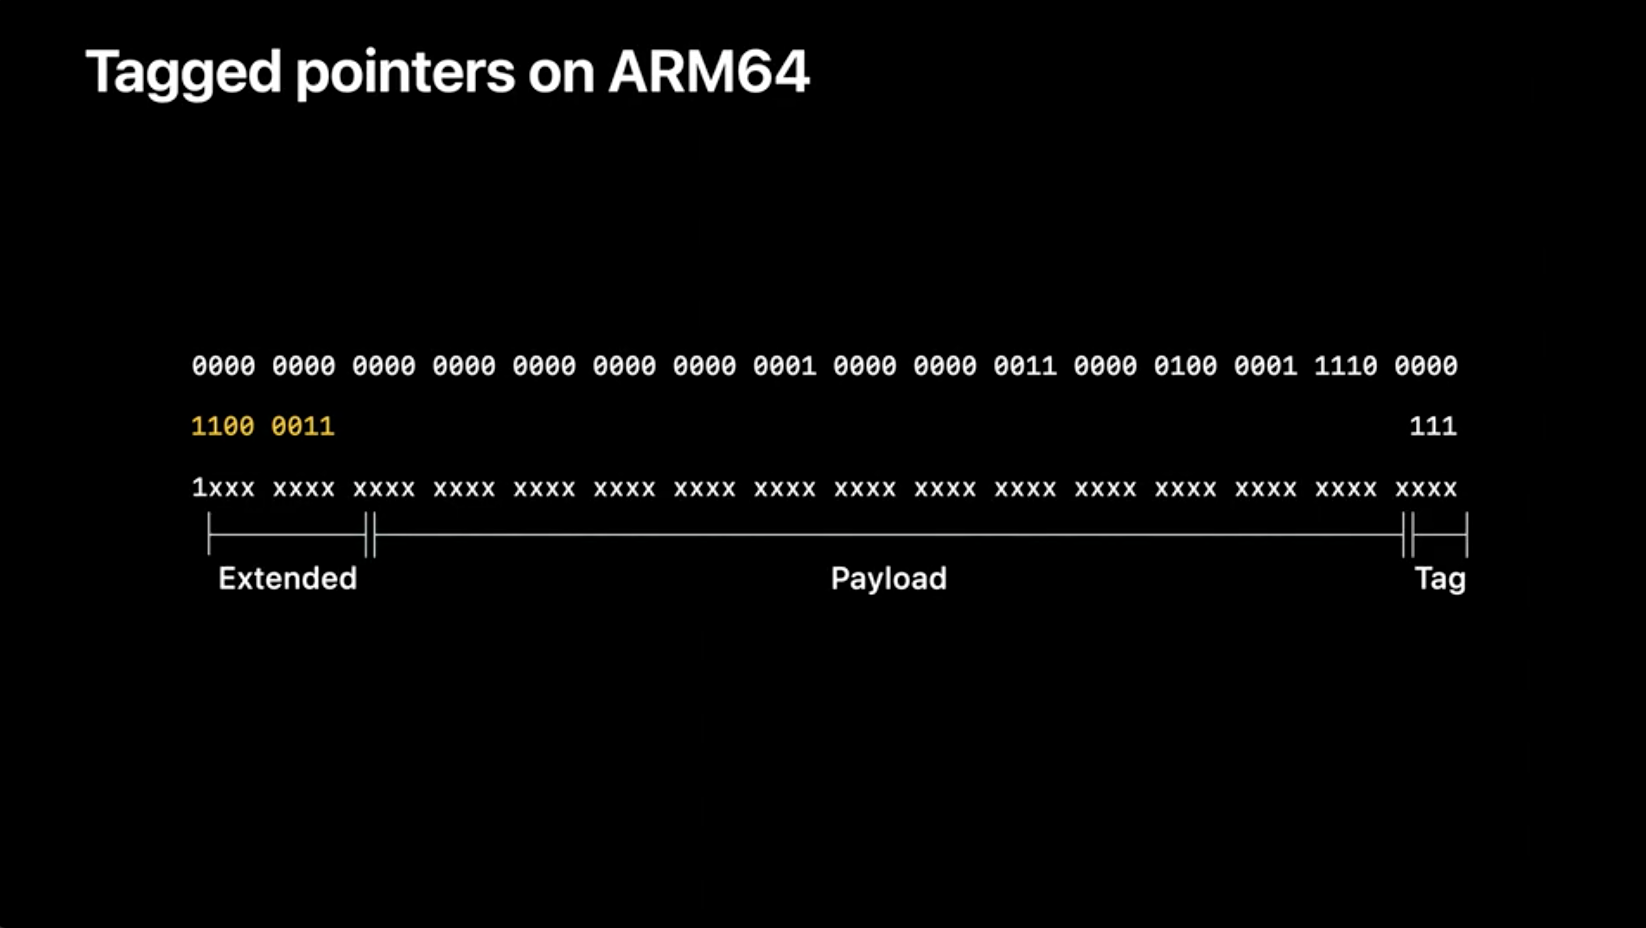 Tagged pointers on ARM64
0000 0000 0000 0000 0000 0000 0000 0001 0000 0000 0011 0000 0100 0001 1110 0000
1100 0011 111
1xxx xxxx xxxx xxxx xxxx xxxx xxxx xxxx xxxx xxxx xxxx xxxx xxxx xxxx xxxx xxxx
Extended Payload Tag